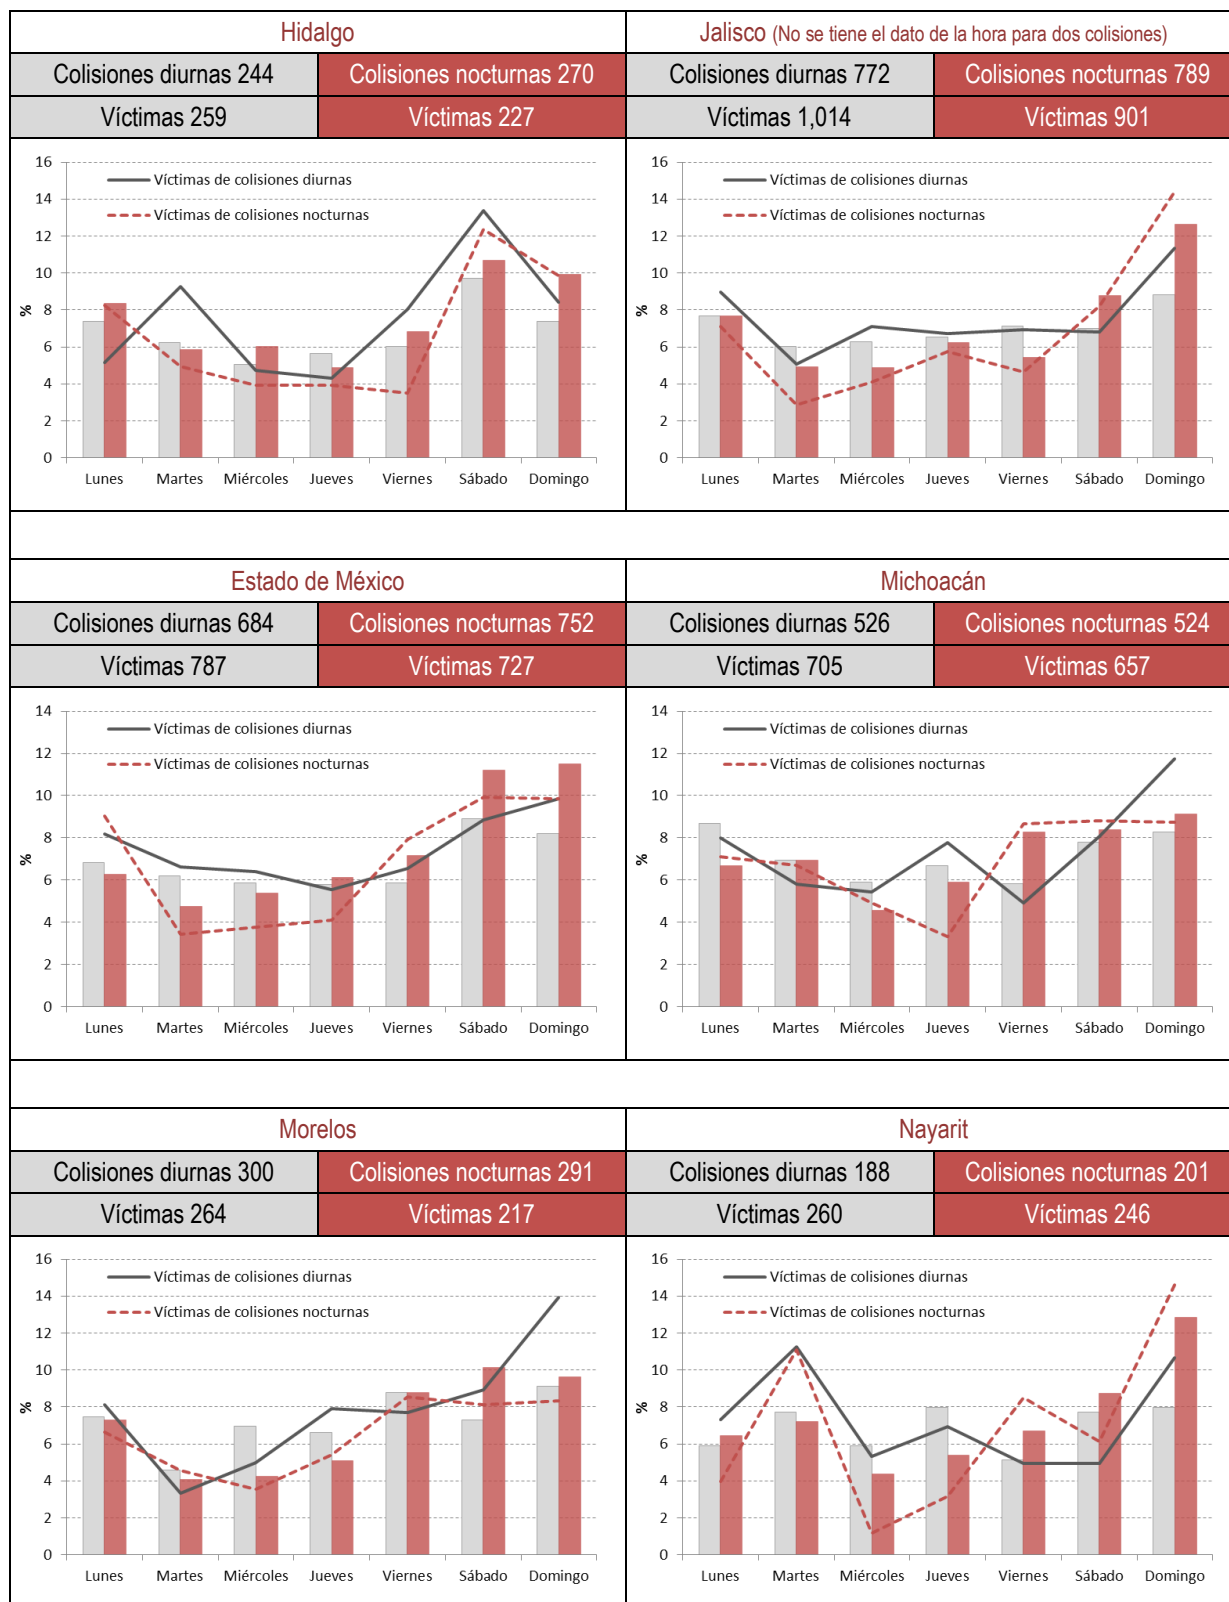 Hidalgo
Jalisco (No se tiene el dato de la hora para dos colisiones)
Colisiones diurnas 244
Colisiones nocturnas 270
Colisiones diurnas 772
Colisiones nocturnas 789
Víctimas 259
Víctimas 227
Víctimas 1,014
Víctimas 901
16
14
12
10
8
6
4
2
0
%
Víctimas de colisiones diurnas
Víctimas de colisiones nocturnas
Lunes Martes Miércoles Jueves Viernes Sábado Domingo
16
14
12
10
8
6
4
2
0
%
Víctimas de colisiones diurnas
Víctimas de colisiones nocturnas
Lunes Martes Miércoles Jueves Viernes Sábado Domingo
Estado de México
Michoacán
Colisiones diurnas 684
Colisiones nocturnas 752
Colisiones diurnas 526
Colisiones nocturnas 524
Víctimas 787
Víctimas 727
Víctimas 705
Víctimas 657
14
12
10
8
6
4
2
0
%
Víctimas de colisiones diurnas
Víctimas de colisiones nocturnas
Lunes Martes Miércoles Jueves Viernes Sábado Domingo
14
12
10
8
6
4
2
0
%
Víctimas de colisiones diurnas
Víctimas de colisiones nocturnas
Lunes Martes Miércoles Jueves Viernes Sábado Domingo
Morelos
Nayarit
Colisiones diurnas 300
Colisiones nocturnas 291
Colisiones diurnas 188
Colisiones nocturnas 201
Víctimas 264
Víctimas 217
Víctimas 260
Víctimas 246
16
14
12
10
8
6
4
2
0
%
Víctimas de colisiones diurnas
Víctimas de colisiones nocturnas
Lunes Martes Miércoles Jueves Viernes Sábado Domingo
16
14
12
10
8
6
4
2
0
%
Víctimas de colisiones diurnas
Víctimas de colisiones nocturnas
Lunes Martes Miércoles Jueves Viernes Sábado Domingo